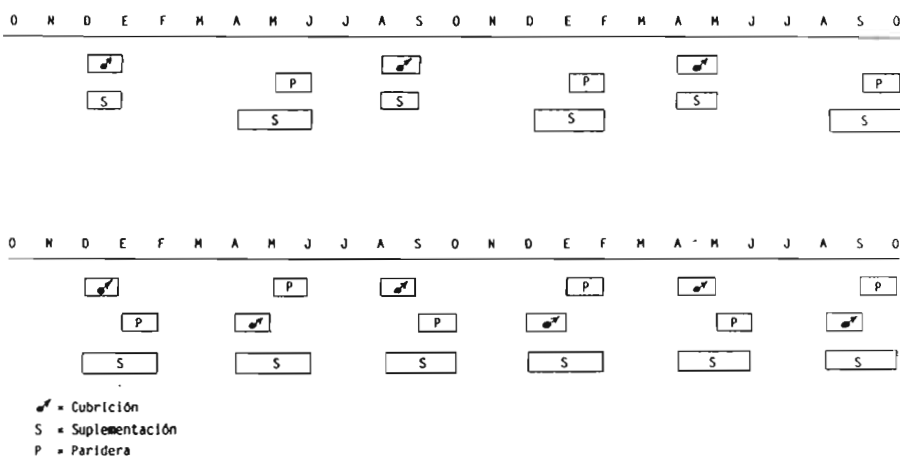 O N D E F M A M J J A S O N D E F M A M J J A S O
P P P
S S S
S S S
O N D E F M A M J J A S O N D E F M A M J J A S O
P P P
P P P
S S S S S S
= Cubrición
S = Suplementación
P = Paridera